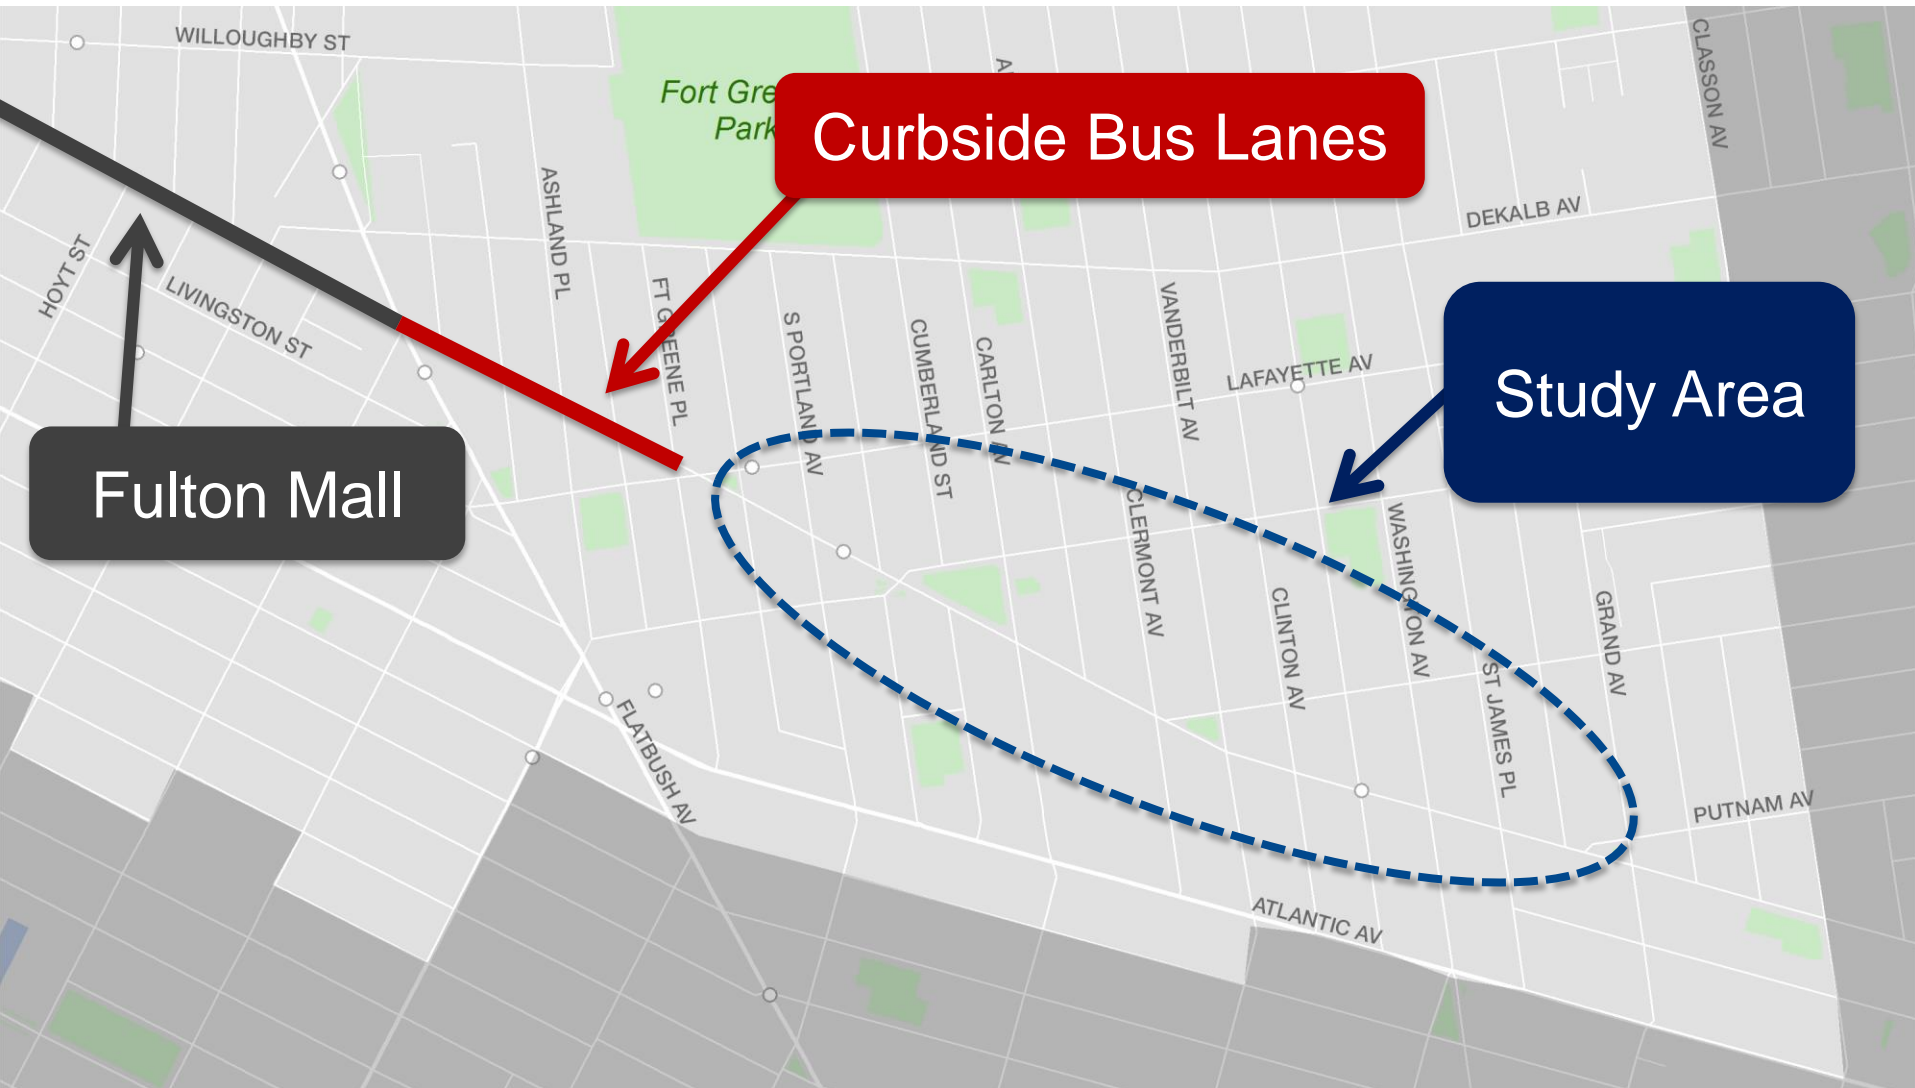 WILLOUGHBY ST
CLASSON AV
Fort Gre
Park
Curbside Bus Lanes
ASHLAND PL
DEKALB AV
HOYT ST
LIVINGSTON ST
FT GREENE PL
S PORTLAND AV
CUMBERLAND ST
CARLTON AV
VANDERBILT AV
LAFAYETTE AV
Study Area
Fulton Mall
CLERMONT AV
WASHINGTON AV
CLINTON AV
GRAND AV
ST JAMES PL
FLATBUSH AV
PUTNAM AV
ATLANTIC AV